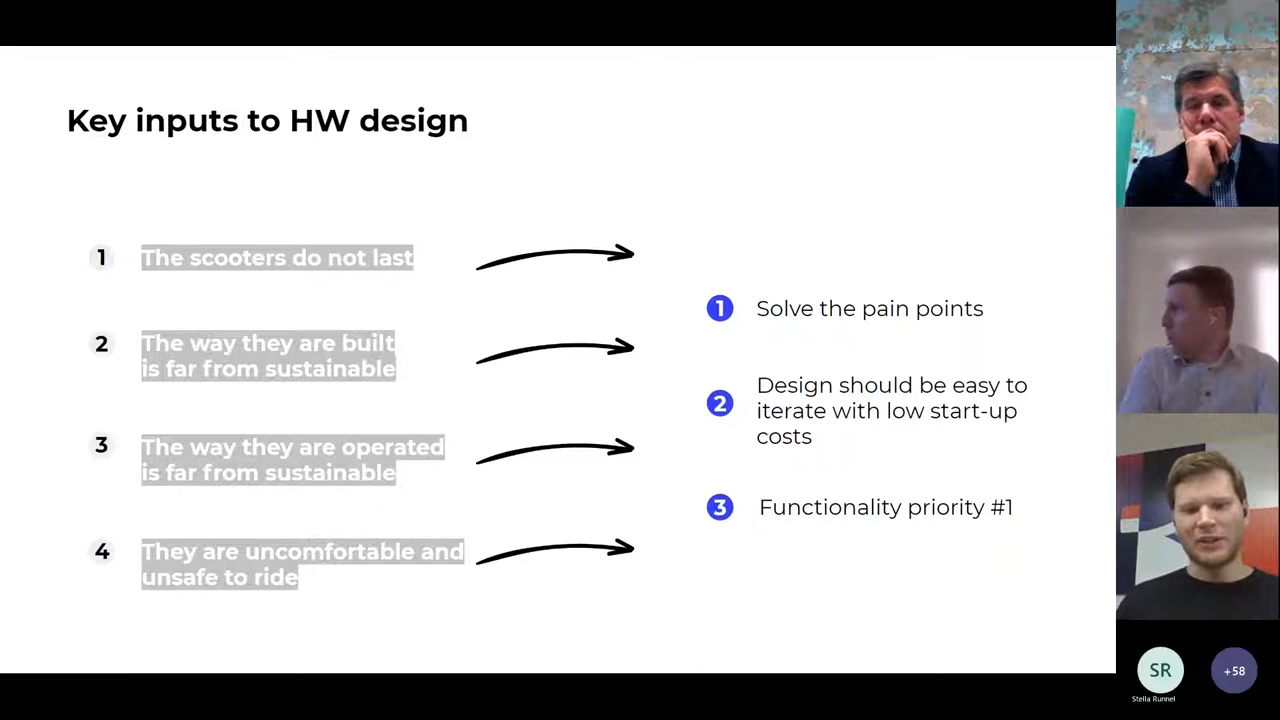 Key inputs to HW design
1 The scooters do not last
2 The way they are built
is far from sustainable
3 The way they are operated
is far from sustainable
4 They are uncomfortable and
unsafe to ride
1 Solve the pain points
2 Design should be easy to
iterate with low start-up
costs
3 Functionality priority #1
SR
Stella Runnel
+58